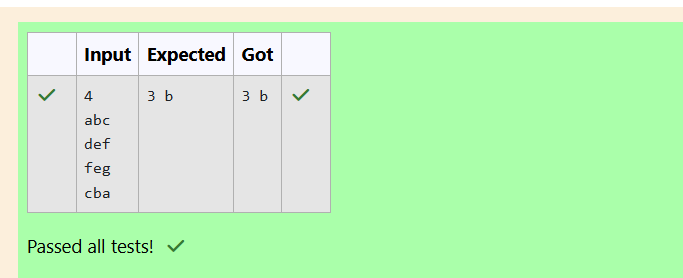 Input Expected Got
4 3 b 3 b
abc
def
feg
cba
Passed all tests!